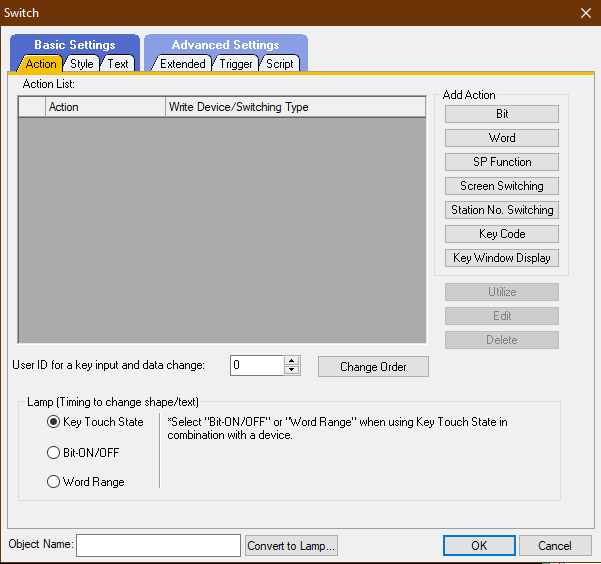 Switch
Basic Settings
Advanced Settings
Action
Style
Text
Extended
Trigger
Script
Action List:
Action
Write Device/Switching Type
Add Action
Bit
Word
SP Function
Screen Switching
Station No. Switching
Key Code
Key Window Display
Utilize
Edit
Delete
User ID for a key input and data change:
0
Change Order
Lamp (Timing to change shape/text)
Key Touch State
Bit-ON/OFF
Word Range
*Select "Bit-ON/OFF" or "Word Range" when using Key Touch State in
combination with a device.
Object Name:
Convert to Lamp...
OK
Cancel